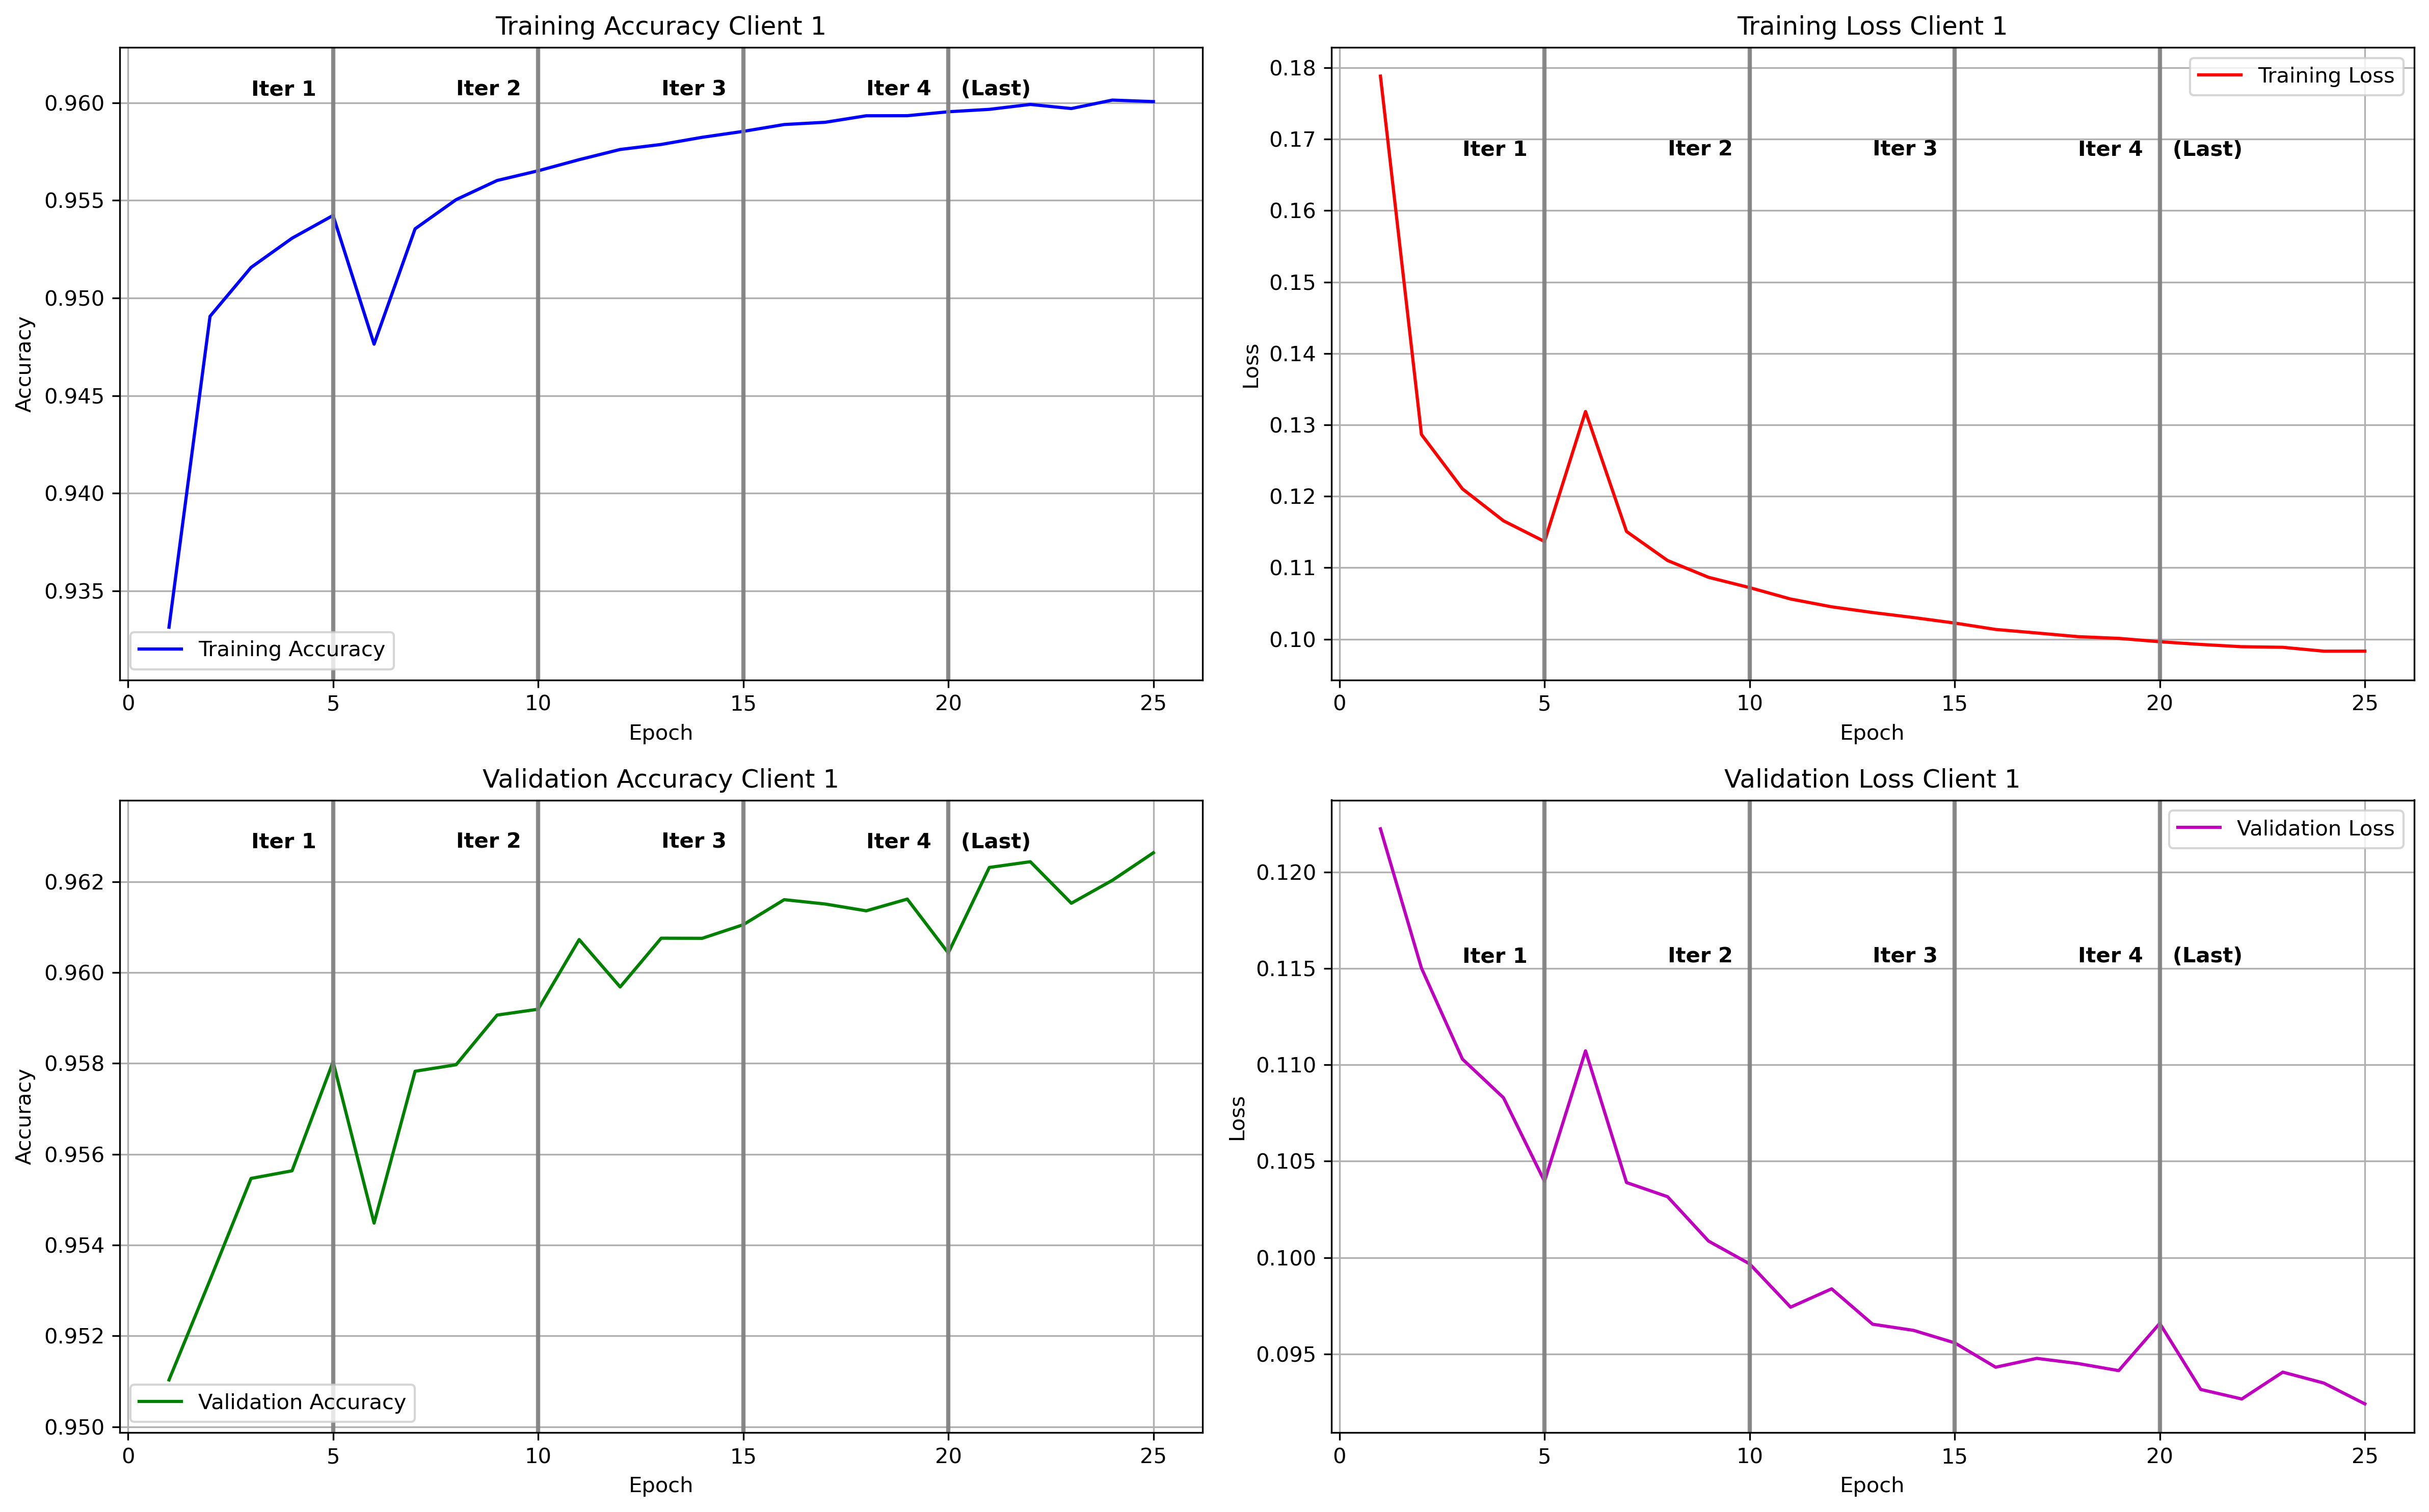 Training Accuracy Client 1
Iter 1 Iter 2 Iter 3 Iter 4 (Last)
0.960
0.955
0.950
0.945
0.940
0.935
Accuracy
Training Accuracy
0 5 10 15 20 25
Epoch
Training Loss Client 1
Training Loss
Iter 1 Iter 2 Iter 3 Iter 4 (Last)
0.18
0.17
0.16
0.15
0.14
0.13
0.12
0.11
0.10
Loss
0 5 10 15 20 25
Epoch
Validation Accuracy Client 1
Iter 1 Iter 2 Iter 3 Iter 4 (Last)
0.962
0.960
0.958
0.956
0.954
0.952
0.950
Accuracy
Validation Accuracy
0 5 10 15 20 25
Epoch
Validation Loss Client 1
Validation Loss
Iter 1 Iter 2 Iter 3 Iter 4 (Last)
0.120
0.115
0.110
0.105
0.100
0.095
Loss
0 5 10 15 20 25
Epoch